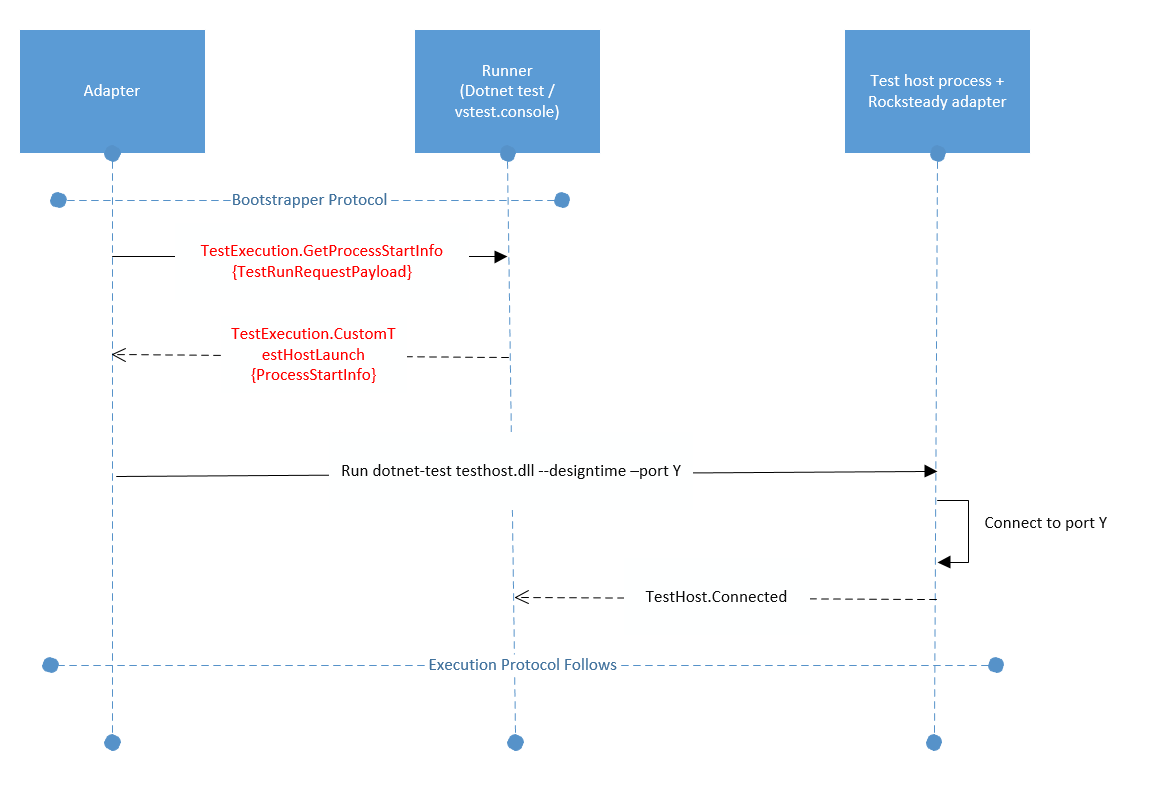 Adapter
Runner
(Dotnet test /
vstest.console)
Test host process +
Rocksteady adapter
Bootstrapper Protocol
TestExecution.GetProcessStartInfo
{TestRunRequestPayload}
TestExecution.CustomT
estHostLaunch
{ProcessStartInfo}
Run dotnet-test testhost.dll --designtime –port Y
Connect to port Y
TestHost.Connected
Execution Protocol Follows